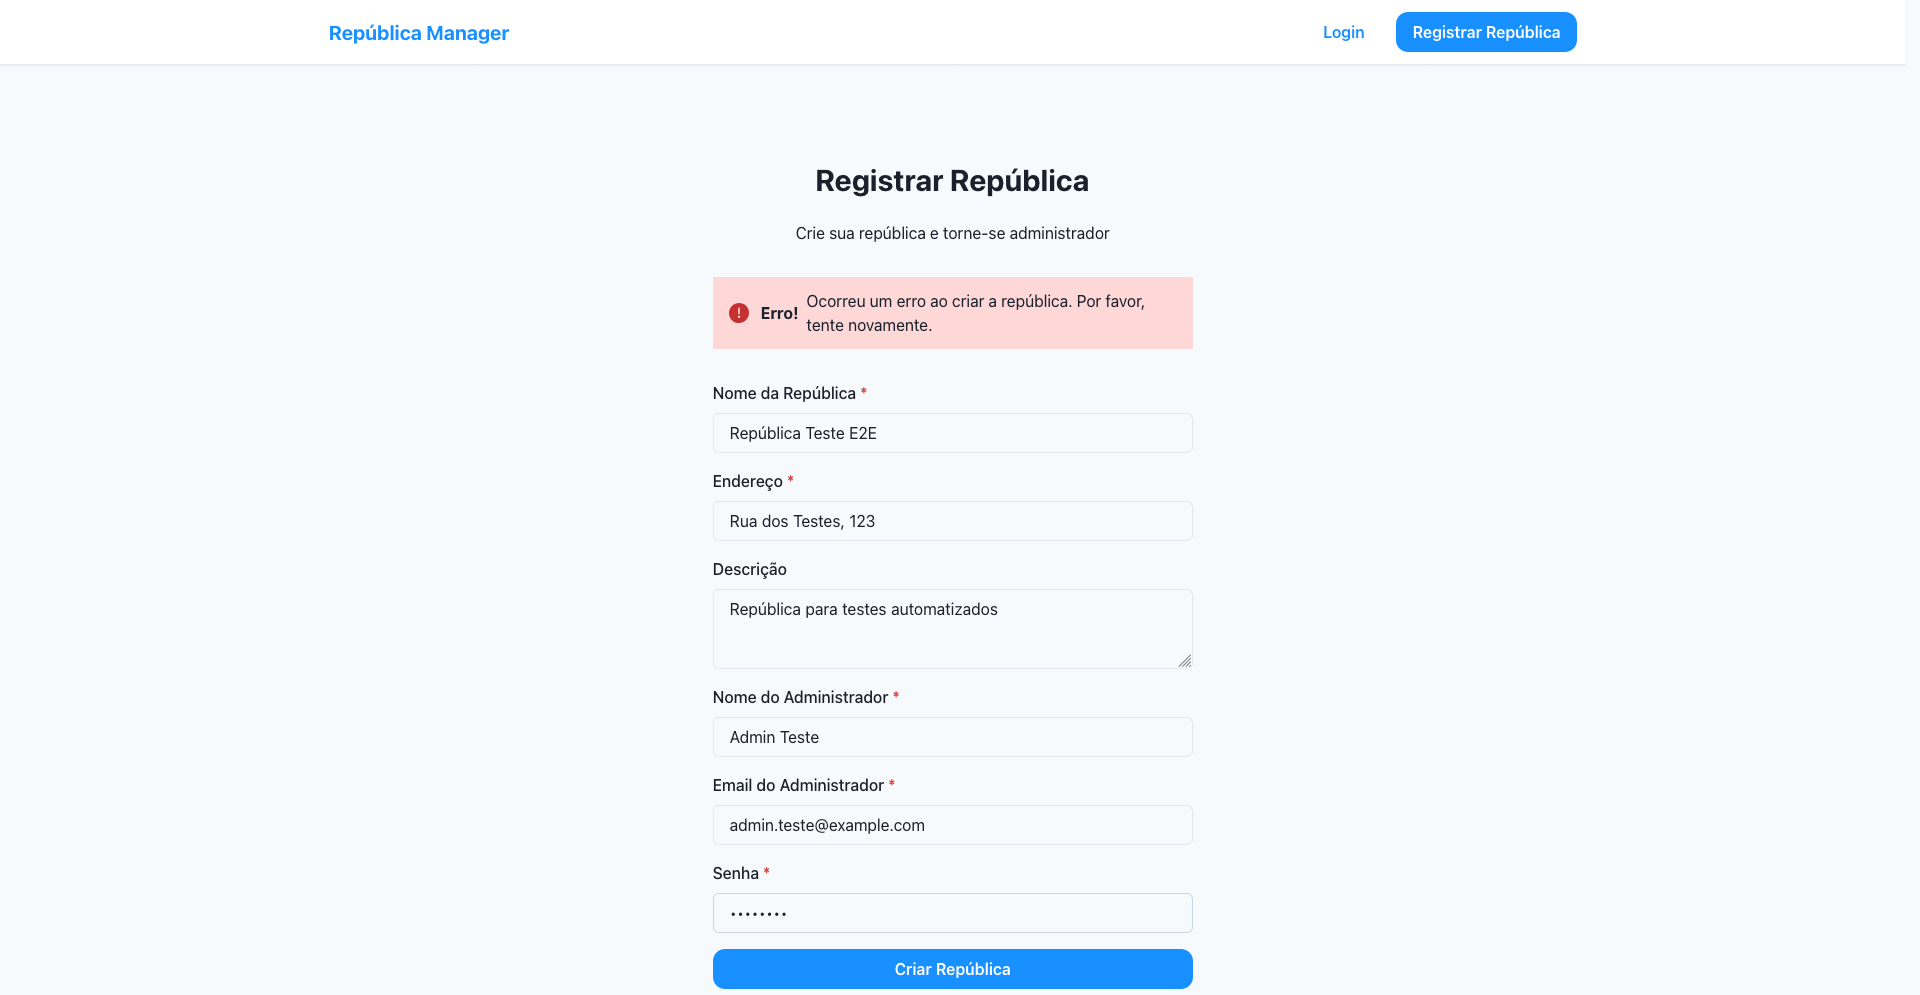 República Manager
Login
Registrar República
Registrar República
Crie sua república e torne-se administrador
Erro!
Ocorreu um erro ao criar a república. Por favor,
tente novamente.
Nome da República *
República Teste E2E
Endereço *
Rua dos Testes, 123
Descrição
República para testes automatizados
Nome do Administrador *
Admin Teste
Email do Administrador *
admin.teste@example.com
Senha *
••••••••
Criar República